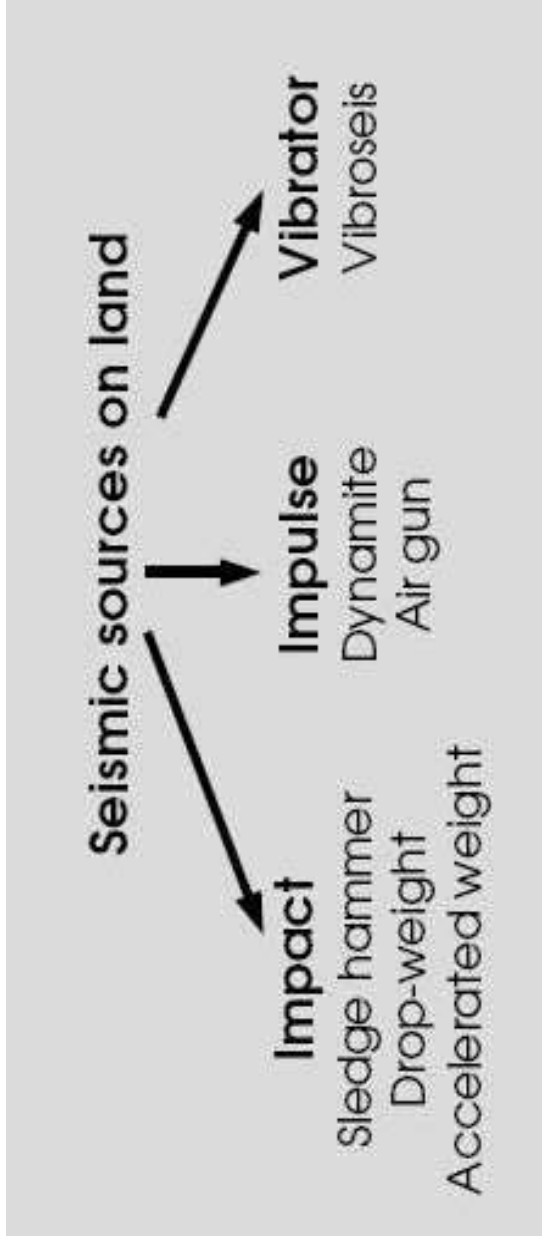 Seismic sources on land
Impact
Sledge hammer
Drop-weight
Accelerated weight
Impulse
Dynamite
Air gun
Vibrator
Vibroseis